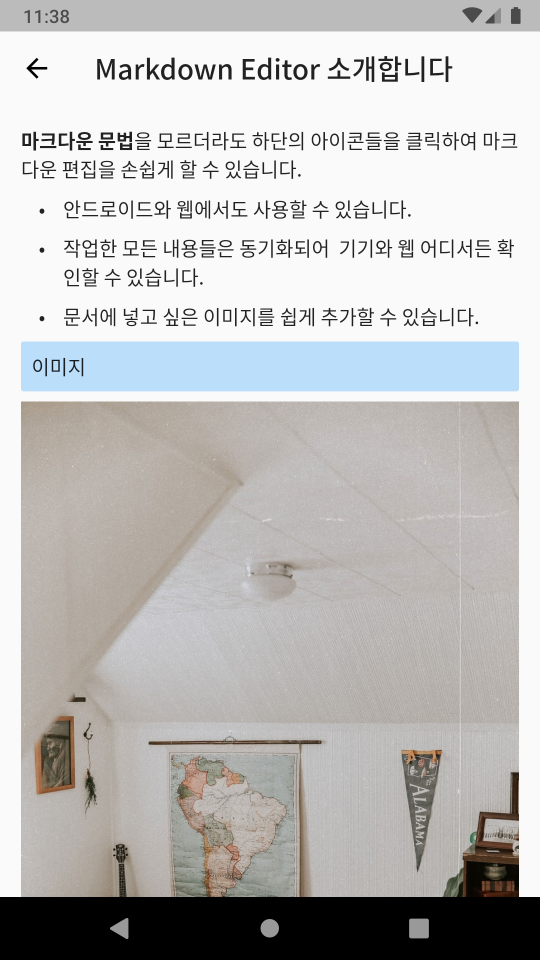 11:38
Markdown Editor 소개합니다
마크다운 문법을 모르더라도 하단의 아이콘들을 클릭하여 마크
다운 편집을 손쉽게 할 수 있습니다.
• 안드로이드와 웹에서도 사용할 수 있습니다.
• 작업한 모든 내용들은 동기화되어  기기와 웹 어디서든 확
인할 수 있습니다.
• 문서에 넣고 싶은 이미지를 쉽게 추가할 수 있습니다.
이미지
ALABAMA